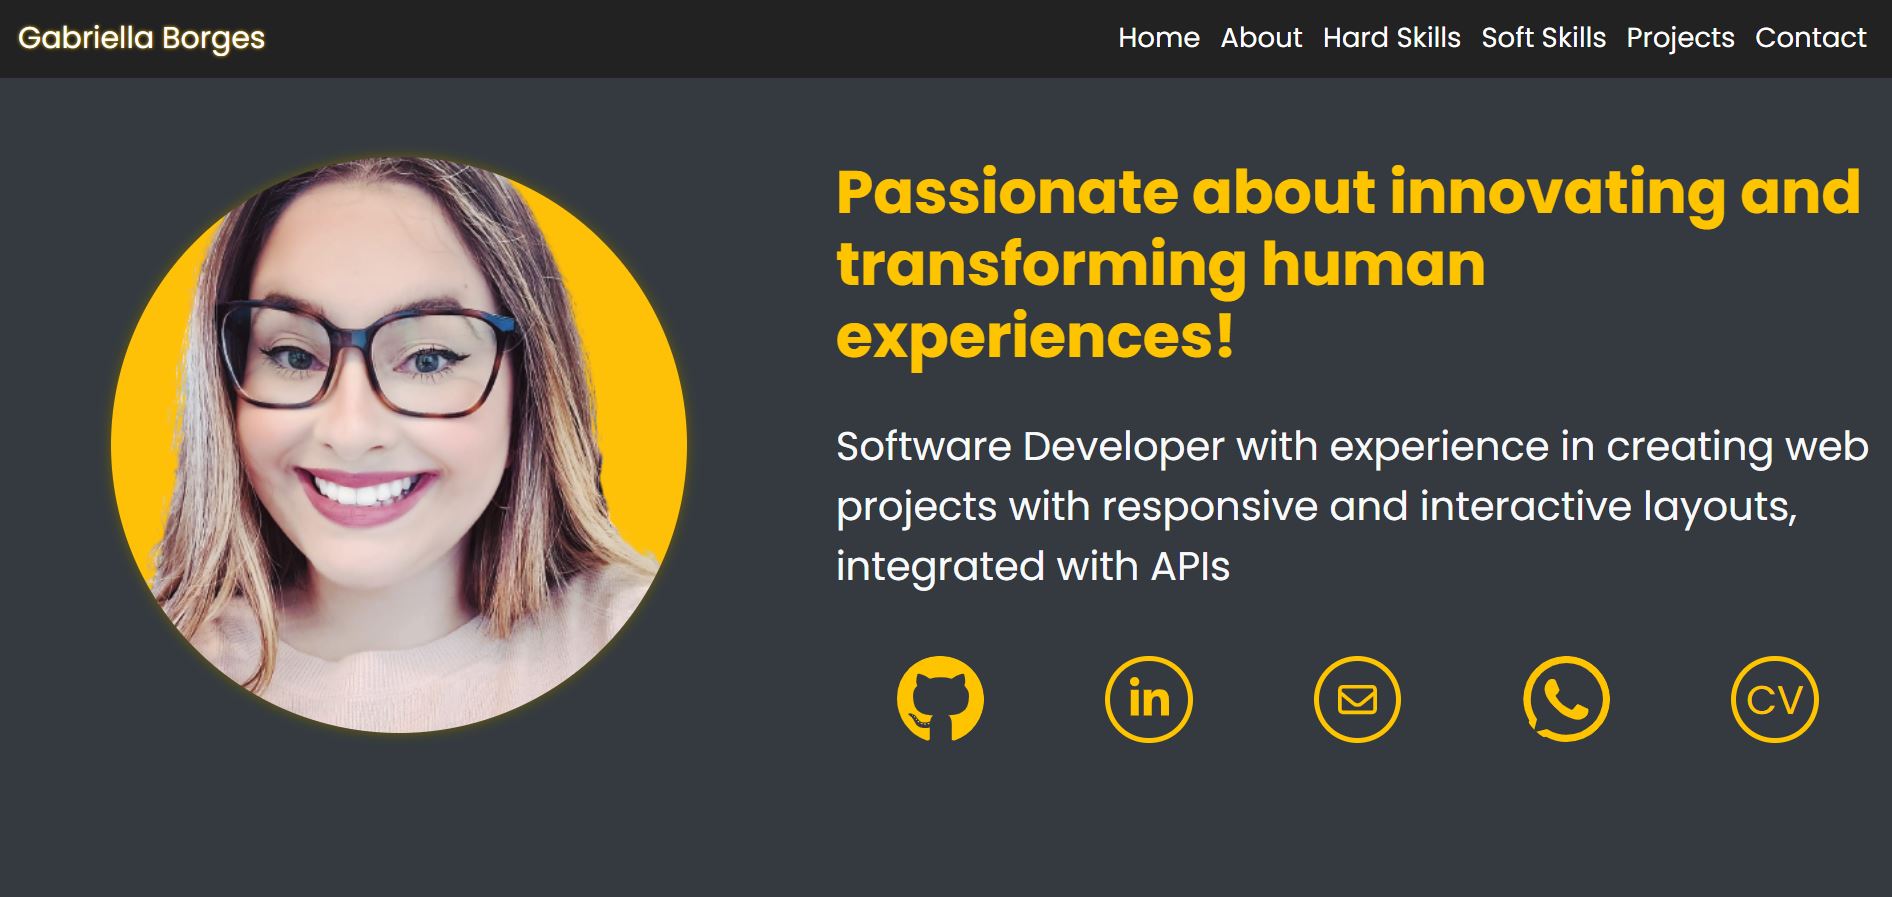 Gabriella Borges
Home About Hard Skills Soft Skills Projects Contact
Passionate about innovating and
transforming human
experiences!
Software Developer with experience in creating web
projects with responsive and interactive layouts,
integrated with APIs
in
CV